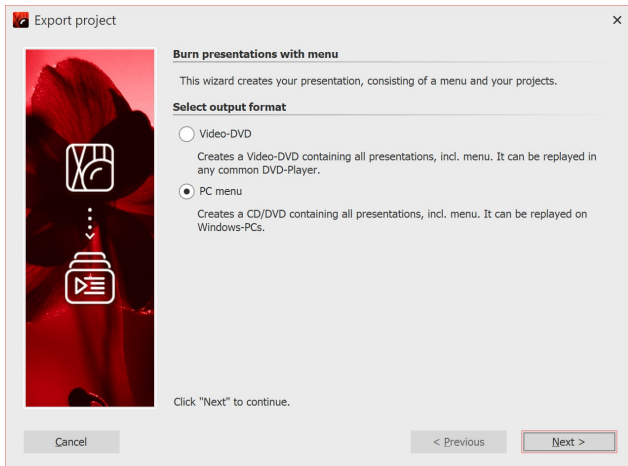 Export project
Burn presentations with menu
This wizard creates your presentation, consisting of a menu and your projects.
Select output format
Video-DVD
Creates a Video-DVD containing all presentations, incl. menu. It can be replayed in
any common DVD-Player.
PC menu
Creates a CD/DVD containing all presentations, incl. menu. It can be replayed on
Windows-PCs.
Click "Next" to continue.
Cancel
< Previous
Next >